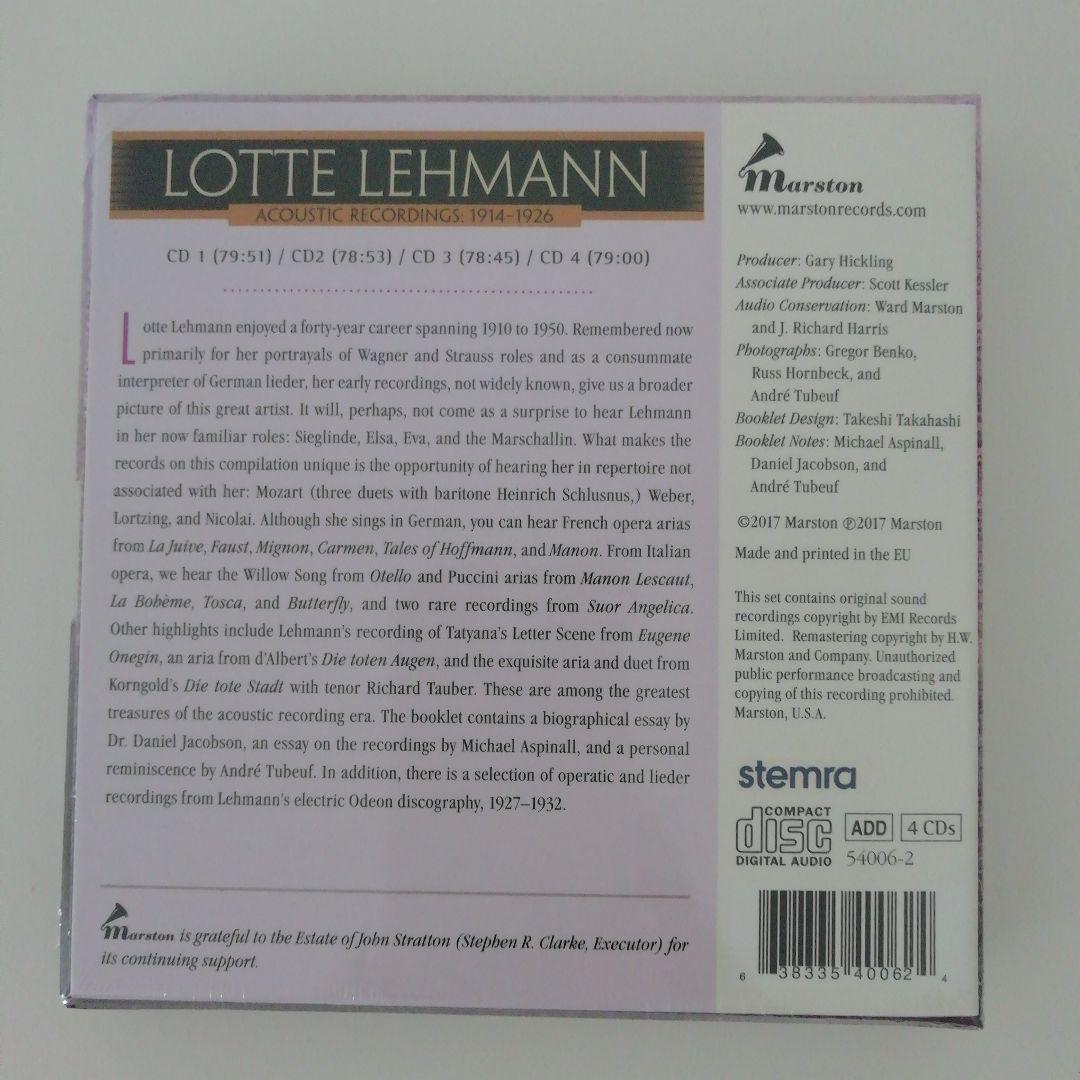 LOTTE LEHMANN
ACOUSTIC RECORDINGS: 1914–1926
CD 1 (79:51) / CD2 (78:53) / CD 3 (78:45) / CD 4 (79:00)
Lotte Lehmann enjoyed a forty-year career spanning 1910 to 1950. Remembered now
primarily for her portrayals of Wagner and Strauss roles and as a consummate
interpreter of German lieder, her early recordings, not widely known, give us a broader
picture of this great artist. It will, perhaps, not come as a surprise to hear Lehmann
in her now familiar roles: Sieglinde, Elsa, Eva, and the Marschallin. What makes the
records on this compilation unique is the opportunity of hearing her in repertoire not
associated with her: Mozart (three duets with baritone Heinrich Schlusnus,) Weber,
Lortzing, and Nicolai. Although she sings in German, you can hear French opera arias
from La Juive, Faust, Mignon, Carmen, Tales of Hoffmann, and Manon. From Italian
opera, we hear the Willow Song from Otello and Puccini arias from Manon Lescaut,
La Bohème, Tosca, and Butterfly, and two rare recordings from Suor Angelica.
Other highlights include Lehmann's recording of Tatyana's Letter Scene from Eugene
Onegin, an aria from d'Albert's Die toten Augen, and the exquisite aria and duet from
Korngold's Die tote Stadt with tenor Richard Tauber. These are among the greatest
treasures of the acoustic recording era. The booklet contains a biographical essay by
Dr. Daniel Jacobson, an essay on the recordings by Michael Aspinall, and a personal
reminiscence by André Tubeuf. In addition, there is a selection of operatic and lieder
recordings from Lehmann's electric Odeon discography, 1927–1932.
Marston is grateful to the Estate of John Stratton (Stephen R. Clarke, Executor) for
its continuing support.
Marston
www.marstonrecords.com
Producer: Gary Hickling
Associate Producer: Scott Kessler
Audio Conservation: Ward Marston
and J. Richard Harris
Photographs: Gregor Benko,
Russ Hornbeck, and
André Tubeuf
Booklet Design: Takeshi Takahashi
Booklet Notes: Michael Aspinall,
Daniel Jacobson, and
André Tubeuf
©2017 Marston ℗2017 Marston
Made and printed in the EU
This set contains original sound
recordings copyright by EMI Records
Limited. Remastering copyright by H.W.
Marston and Company. Unauthorized
public performance broadcasting and
copying of this recording prohibited.
Marston, U.S.A.
stemra
COMPACT
disc
DIGITAL AUDIO
ADD
4 CDs
54006-2
6 38335 40062 4